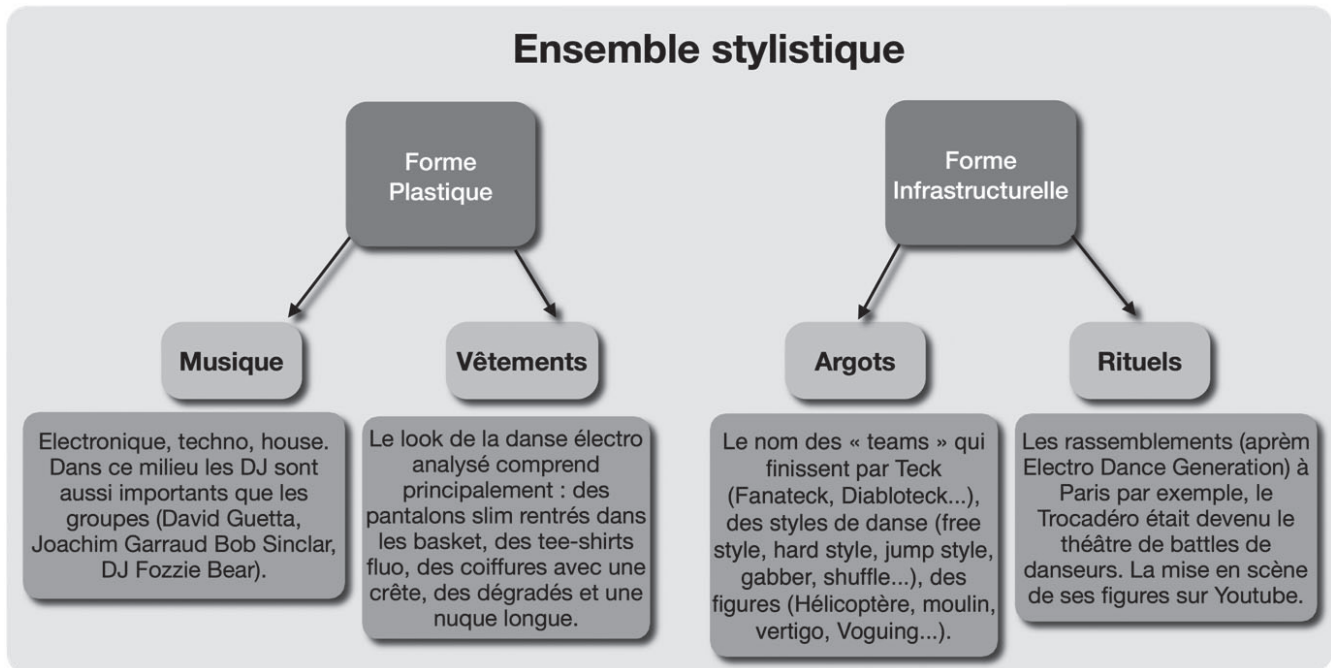 Ensemble stylistique
Forme
Plastique
Forme
Infrastructurelle
Musique
Vêtements
Argots
Rituels
Electronique, techno, house.
Dans ce milieu les DJ sont
aussi importants que les
groupes (David Guetta,
Joachim Garraud Bob Sinclar,
DJ Fozzie Bear).
Le look de la danse électro
analysé comprend
principalement : des
pantalons slim rentrés dans
les basket, des tee-shirts
fluo, des coiffures avec une
crête, des dégradés et une
nuque longue.
Le nom des « teams » qui
finissent par Teck
(Fanateck, Diabloteck...),
des styles de danse (free
style, hard style, jump style,
gabber, shuffle...), des
figures (Hélicoptère, moulin,
vertigo, Voguing...).
Les rassemblements (aprèm
Electro Dance Generation) à
Paris par exemple, le
Trocadéro était devenu le
théâtre de battles de
danseurs. La mise en scène
de ses figures sur Youtube.